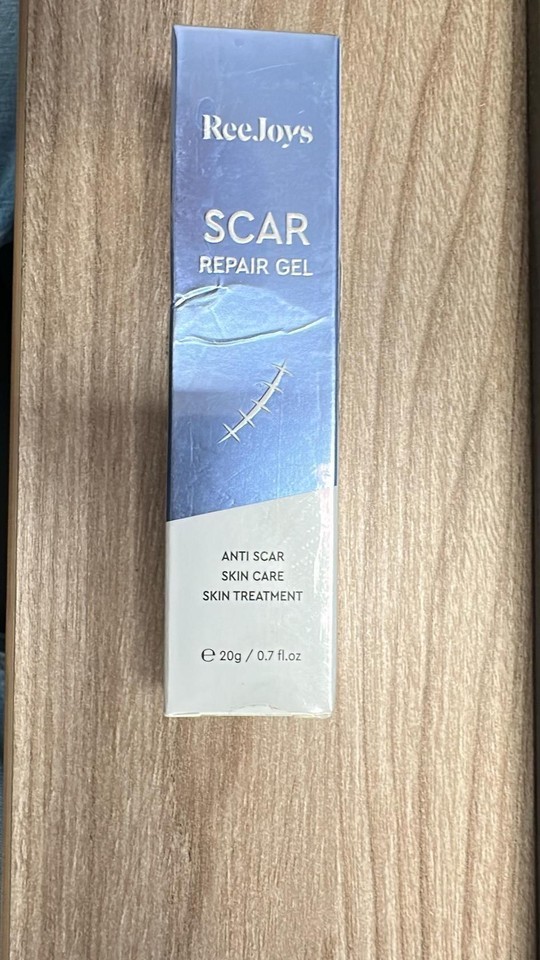 ReeJoys
SCAR
REPAIR GEL
ANTI SCAR
SKIN CARE
SKIN TREATMENT
℮ 20g / 0.7 fl.oz